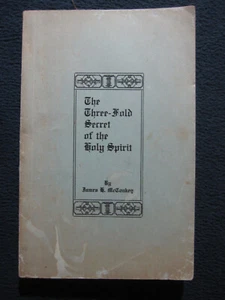 The
Three-Fold
Secret
of the
Holy Spirit
By
James H. McConkey